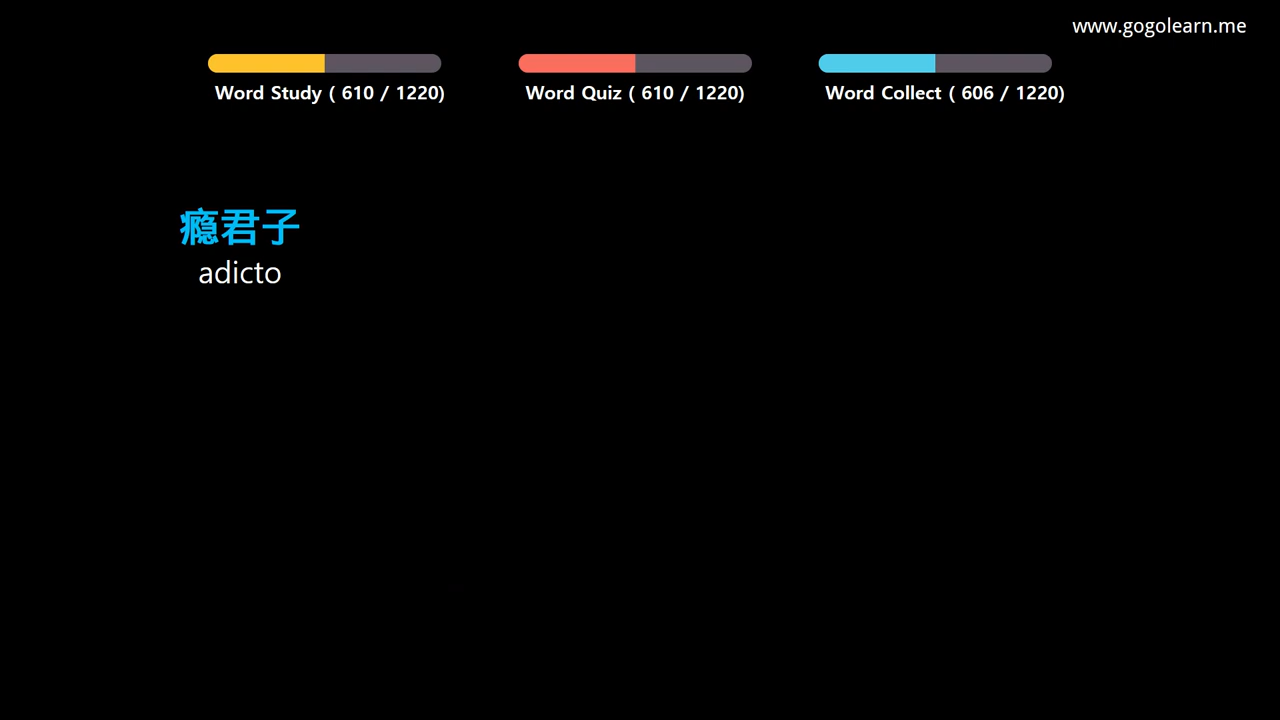 www.gogolearn.me
Word Study ( 610 / 1220)
Word Quiz ( 610 / 1220)
Word Collect ( 606 / 1220)
瘾君子
adicto